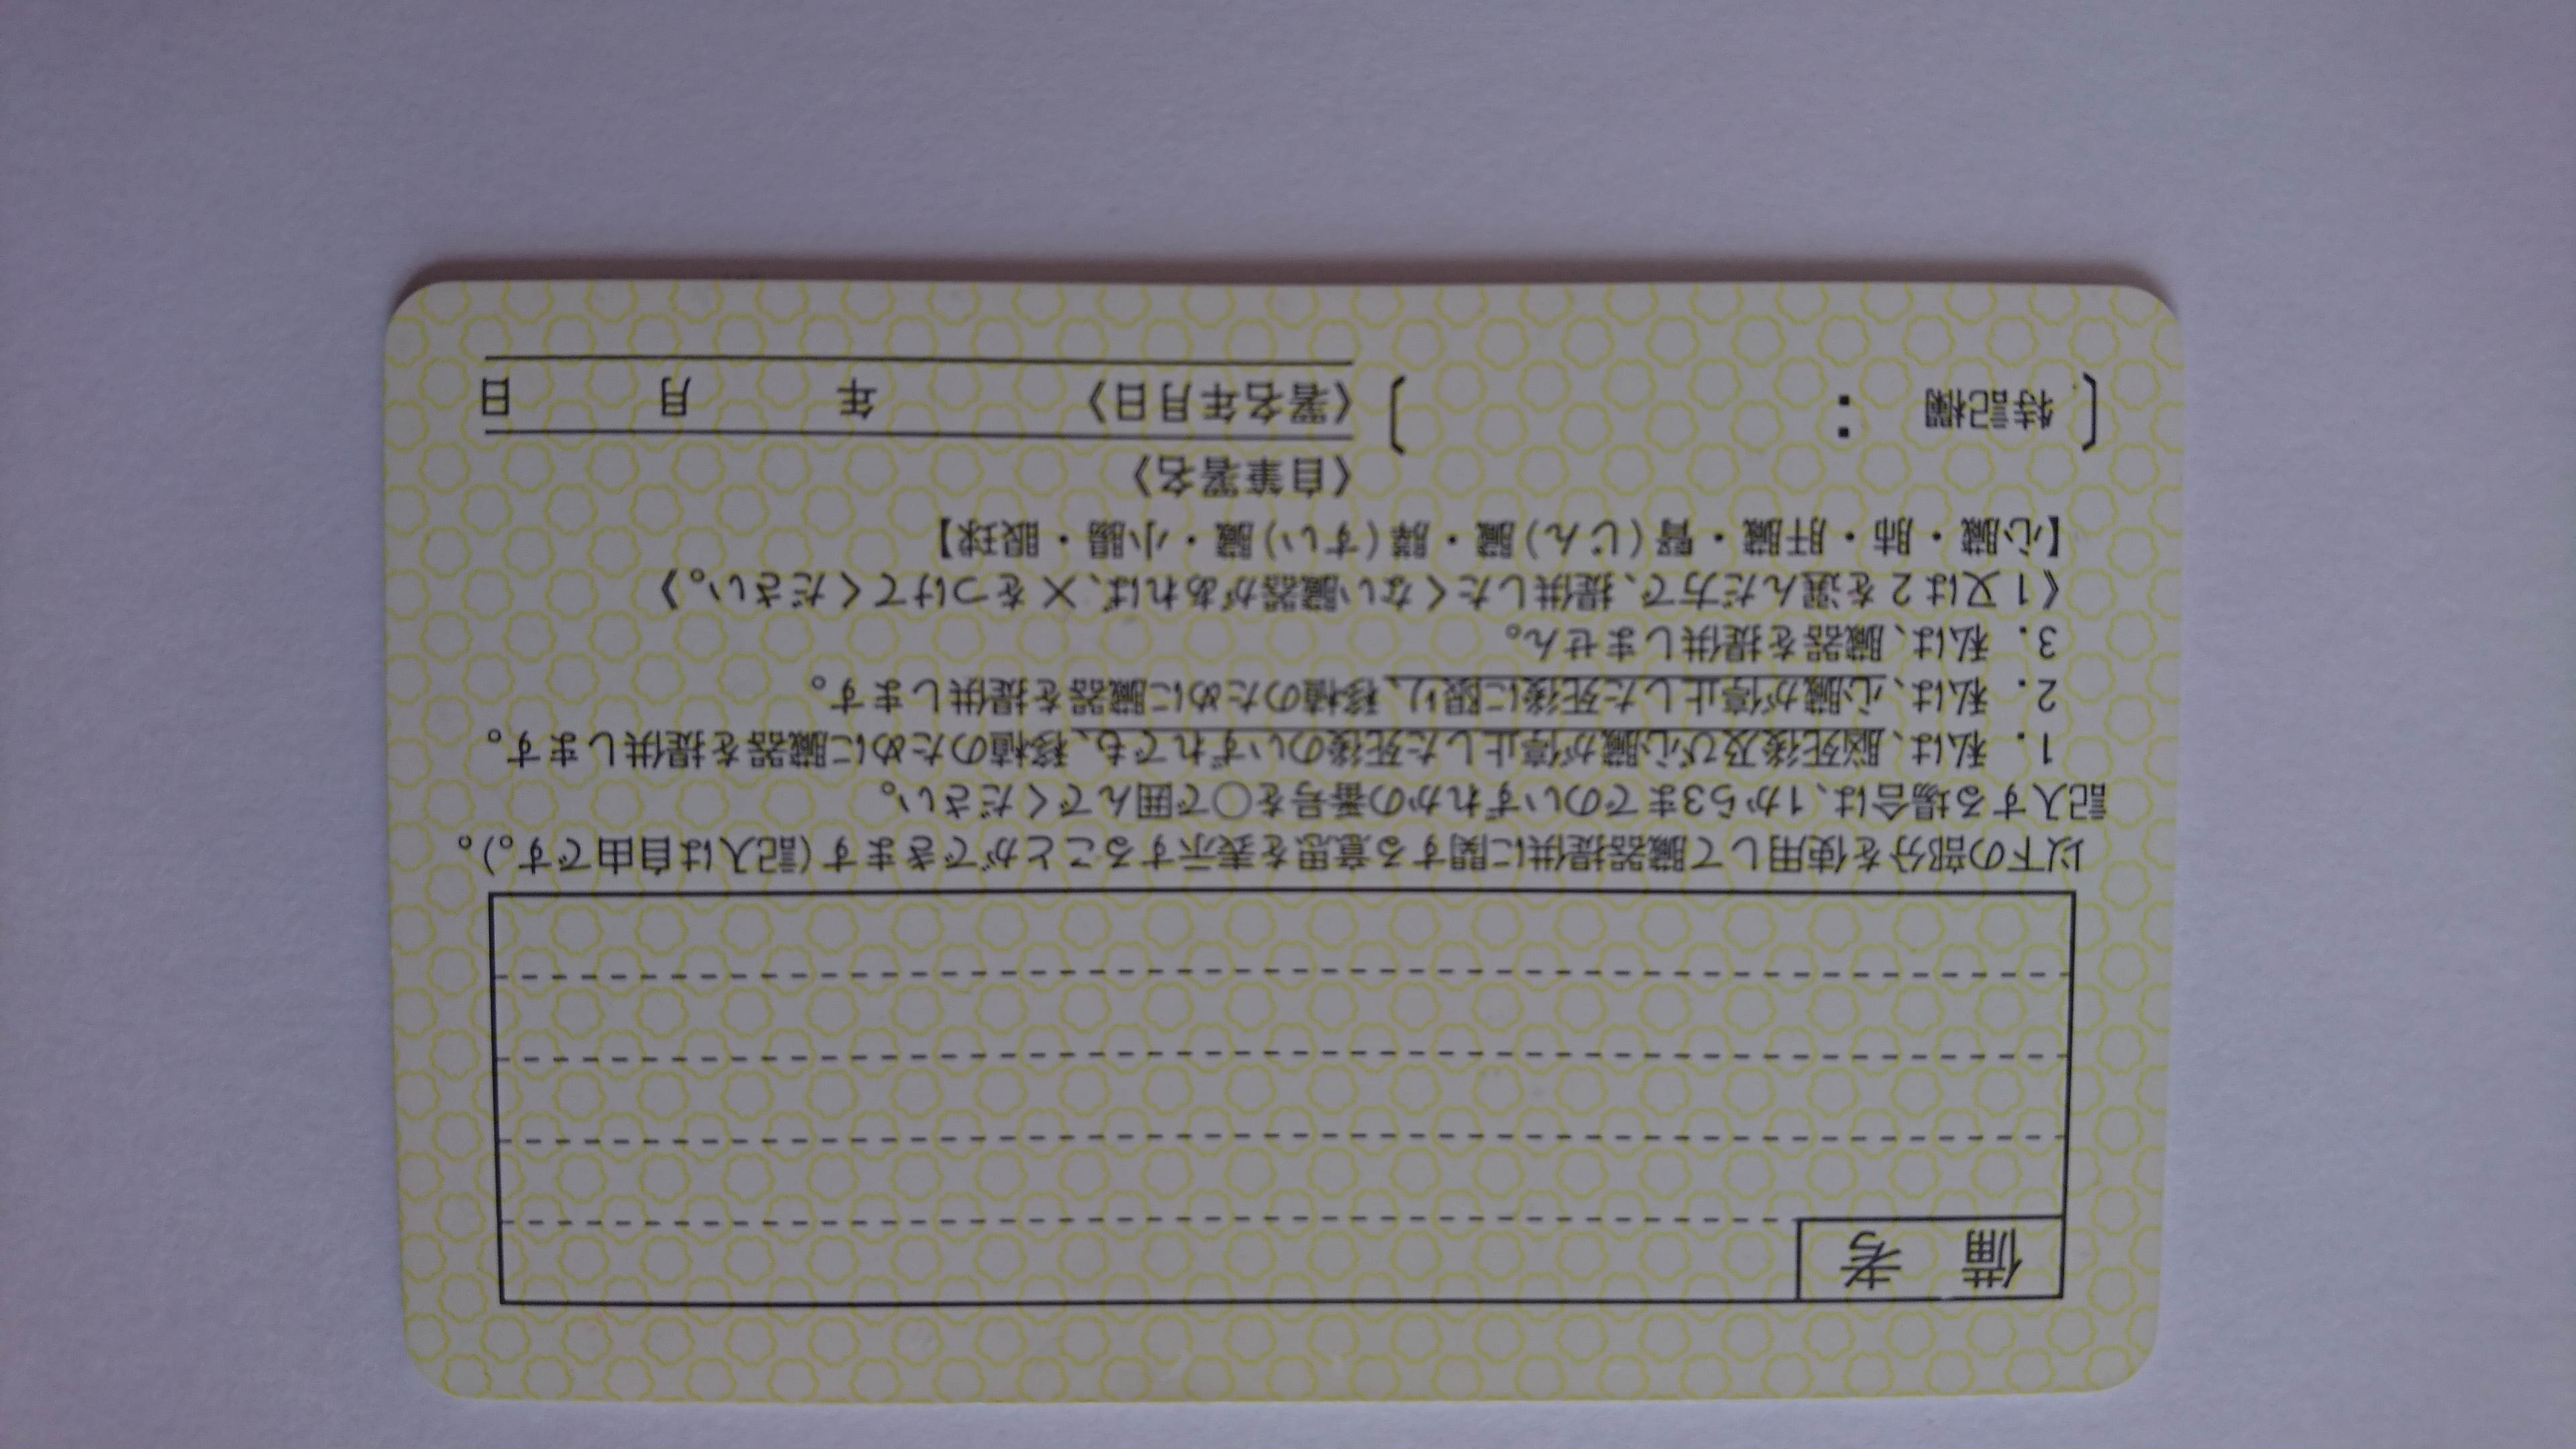 備考
以下の部分を使用して臓器提供に関する意思を表示することができます(記入は自由です。)。
記入する場合は、1から3までのいずれかの番号を○で囲んでください。
1. 私は、脳死後及び心臓が停止した死後のいずれでも、移植のために臓器を提供します。
2. 私は、心臓が停止した死後に限り、移植のために臓器を提供します。
3. 私は、臓器を提供しません。
《1又は2を選んだ方で、提供したくない臓器があれば、×をつけてください。》
【心臓・肺・肝臓・腎(じん)臓・膵(すい)臓・小腸・眼球】
《自筆署名》
〔特記欄 : 〕
《署名年月日》 年 月 日